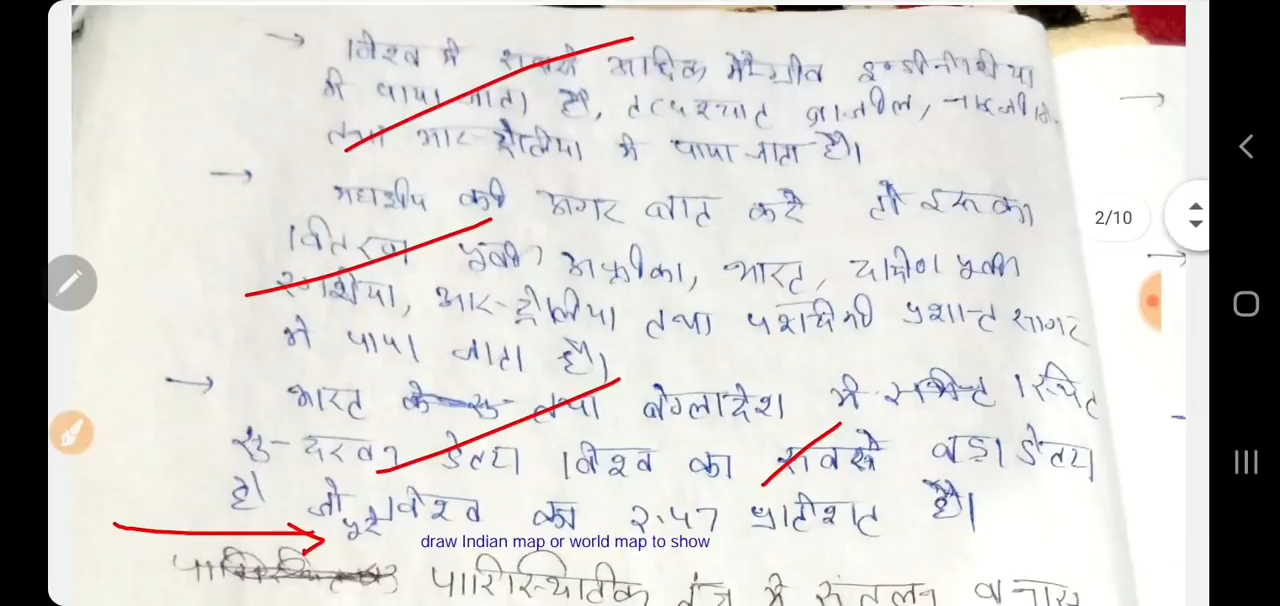 → विश्व मे सबसे अधिक मैंग्रोव इण्डोनेशिया
मे पाया जाता है, तत्पश्चात ब्राजील,
तथा आस्ट्रेलिया मे पाया जाता है।
→ महाद्वीप की अगर बात करे तो इसका
वितरण पूर्वी अफ्रीका, भारत, दक्षिण पूर्वी
एशिया, आस्ट्रेलिया तथा पश्चिमी प्रशान्त सागर
मे पाया जाता है।
→ भारत तथा बंग्लादेश मे स्थित
सुन्दरवन डेल्टा विश्व का सबसे बड़ा डेल्टा
है। जो पूरे विश्व का 2.47 प्रतिशत है।
draw Indian map or world map to show
पारिस्थितिक तंत्र मे संतुलन बनाए
2/10